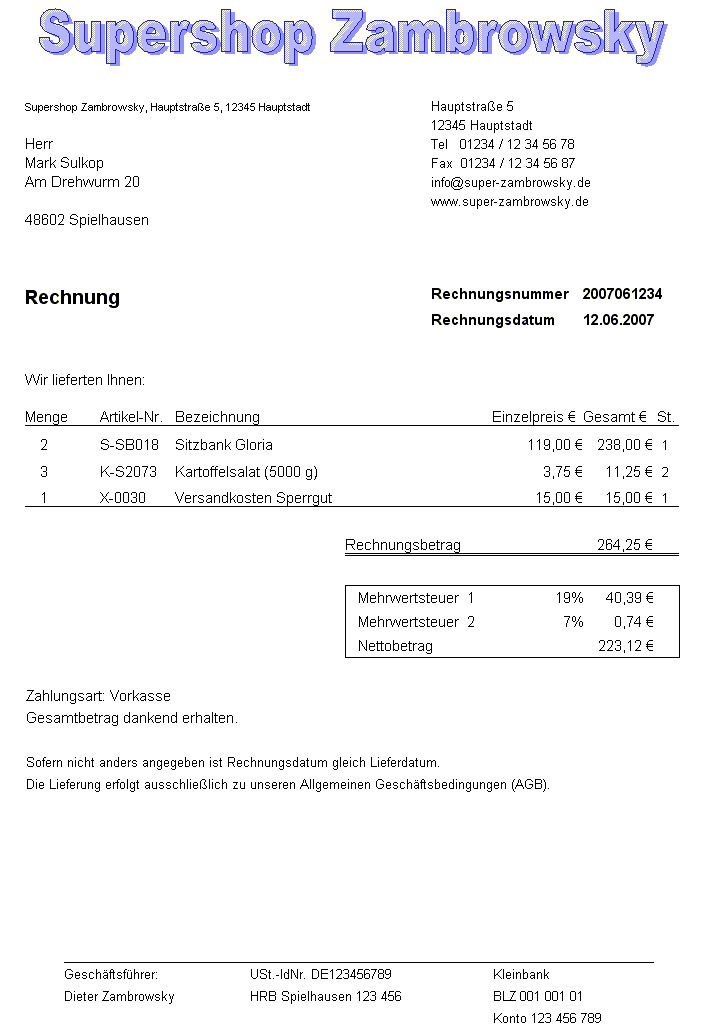 Supershop Zambrowsky
Supershop Zambrowsky, Hauptstraße 5, 12345 Hauptstadt
Herr
Mark Sulkop
Am Drehwurm 20
48602 Spielhausen
Hauptstraße 5
12345 Hauptstadt
Tel 01234 / 12 34 56 78
Fax 01234 / 12 34 56 87
info@super-zambrowsky.de
www.super-zambrowsky.de
Rechnung
Rechnungsnummer 2007061234
Rechnungsdatum 12.06.2007
Wir lieferten Ihnen:
Menge Artikel-Nr. Bezeichnung Einzelpreis € Gesamt € St.
2 S-SB018 Sitzbank Gloria 119,00 € 238,00 € 1
3 K-S2073 Kartoffelsalat (5000 g) 3,75 € 11,25 € 2
1 X-0030 Versandkosten Sperrgut 15,00 € 15,00 € 1
Rechnungsbetrag 264,25 €
Mehrwertsteuer 1 19% 40,39 €
Mehrwertsteuer 2 7% 0,74 €
Nettobetrag 223,12 €
Zahlungsart: Vorkasse
Gesamtbetrag dankend erhalten.
Sofern nicht anders angegeben ist Rechnungsdatum gleich Lieferdatum.
Die Lieferung erfolgt ausschließlich zu unseren Allgemeinen Geschäftsbedingungen (AGB).
Geschäftsführer: USt.-IdNr. DE123456789 Kleinbank
Dieter Zambrowsky HRB Spielhausen 123 456 BLZ 001 001 01
Konto 123 456 789